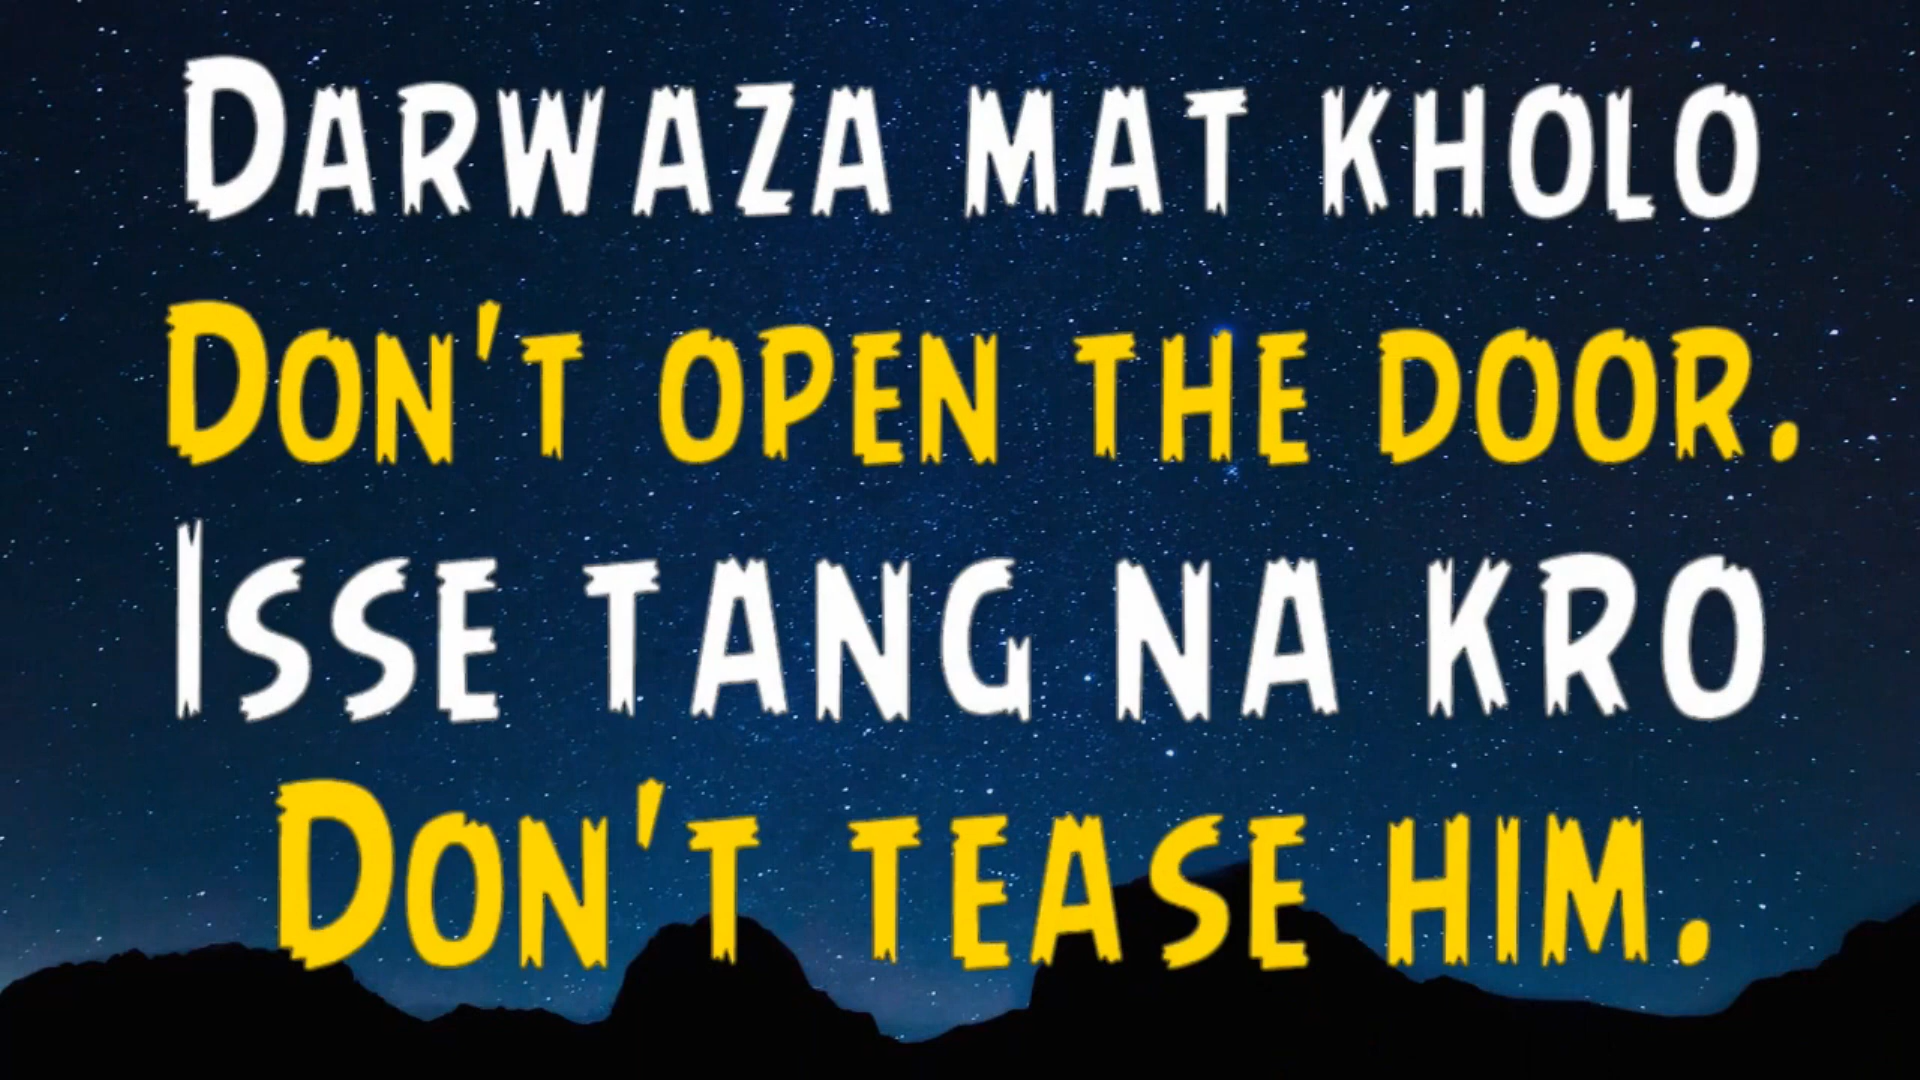 Darwaza mat kholo
Don't open the door.
Isse tang na kro
Don't tease him.